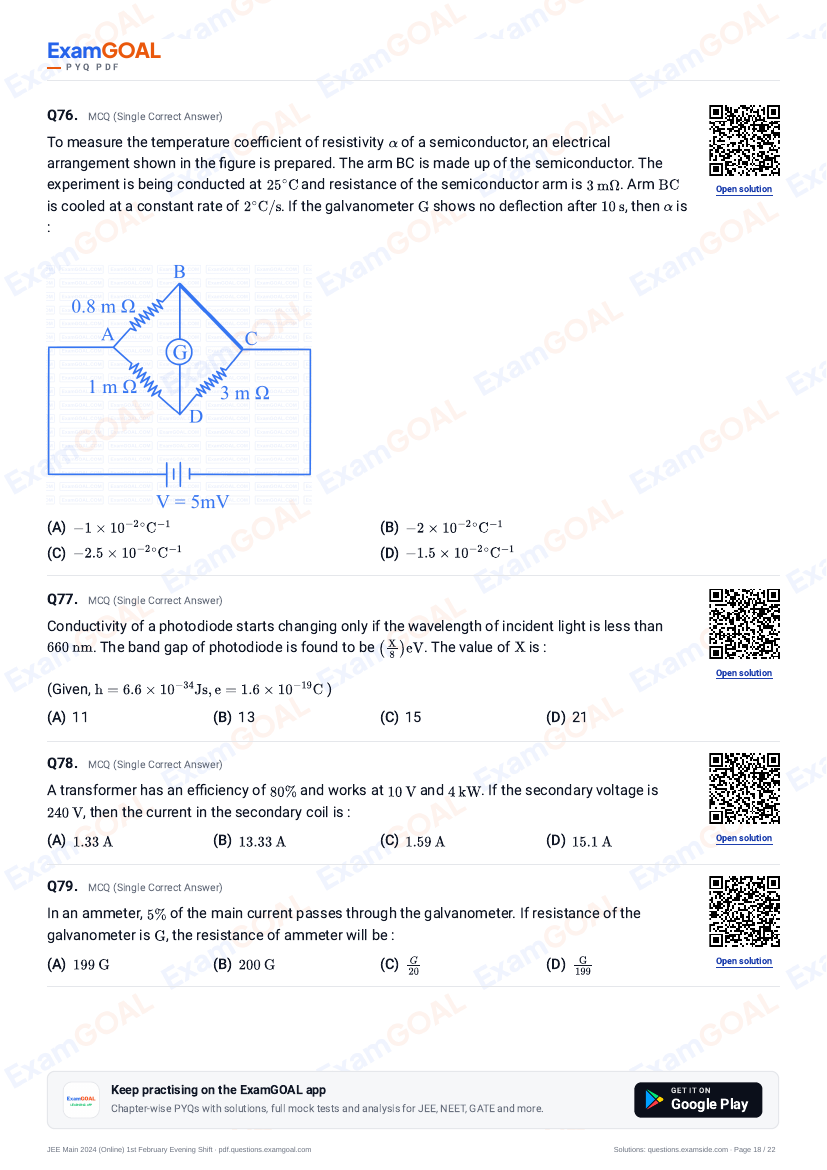 ExamGOAL
PYQ PDF
Q76. MCQ (Single Correct Answer)
To measure the temperature coefficient of resistivity α of a semiconductor, an electrical
arrangement shown in the figure is prepared. The arm BC is made up of the semiconductor. The
experiment is being conducted at 25°C and resistance of the semiconductor arm is 3 mΩ. Arm BC
is cooled at a constant rate of 2°C/s. If the galvanometer G shows no deflection after 10 s, then α is
:
Open solution
B
0.8 m Ω
A
C
G
1 m Ω
3 m Ω
D
V = 5mV
(A) −1 × 10⁻²°C⁻¹
(B) −2 × 10⁻²°C⁻¹
(C) −2.5 × 10⁻²°C⁻¹
(D) −1.5 × 10⁻²°C⁻¹
Q77. MCQ (Single Correct Answer)
Conductivity of a photodiode starts changing only if the wavelength of incident light is less than
660 nm. The band gap of photodiode is found to be (X/8)eV. The value of X is :
(Given, h = 6.6 × 10⁻³⁴Js, e = 1.6 × 10⁻¹⁹C )
Open solution
(A) 11 (B) 13 (C) 15 (D) 21
Q78. MCQ (Single Correct Answer)
A transformer has an efficiency of 80% and works at 10 V and 4 kW. If the secondary voltage is
240 V, then the current in the secondary coil is :
Open solution
(A) 1.33 A (B) 13.33 A (C) 1.59 A (D) 15.1 A
Q79. MCQ (Single Correct Answer)
In an ammeter, 5% of the main current passes through the galvanometer. If resistance of the
galvanometer is G, the resistance of ammeter will be :
Open solution
(A) 199 G (B) 200 G (C) G/20 (D) G/199
Keep practising on the ExamGOAL app
Chapter-wise PYQs with solutions, full mock tests and analysis for JEE, NEET, GATE and more.
GET IT ON
Google Play
JEE Main 2024 (Online) 1st February Evening Shift · pdf.questions.examgoal.com
Solutions: questions.examside.com · Page 18 / 22